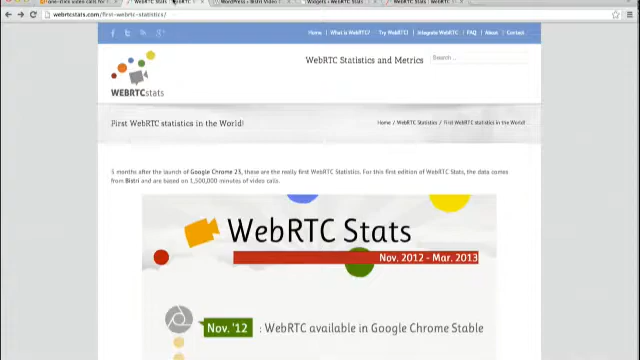 webrtcstats.com/first-webrtc-statistics/
Home / What is WebRTC? Try WebRTC! / Integrate WebRTC / FAQ / About / Contact
WebRTC Statistics and Metrics
Search ...
WEBRTCstats
First WebRTC statistics in the World!
Home / WebRTC Statistics / First WebRTC statistics in the World!
5 months after the launch of Google Chrome 23, these are the really first WebRTC Statistics. For this first edition of WebRTC Stats, the data comes
from Bistri and are based on 1,500,000 minutes of video calls.
WebRTC Stats
Nov. 2012 - Mar. 2013
Nov. '12 : WebRTC available in Google Chrome Stable